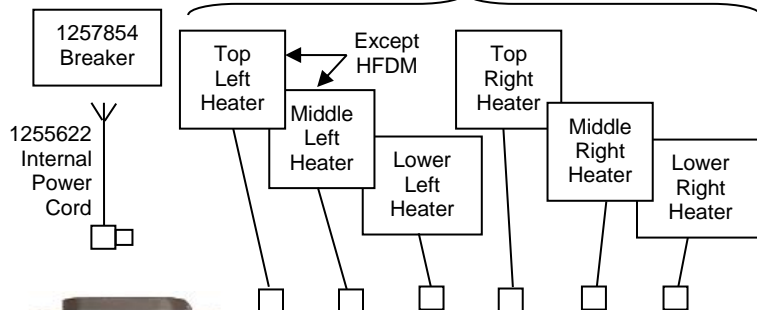 1257854
Breaker
1255622
Internal
Power
Cord
Top
Left
Heater
Except
HFDM
Middle
Left
Heater
Lower
Left
Heater
Top
Right
Heater
Middle
Right
Heater
Lower
Right
Heater